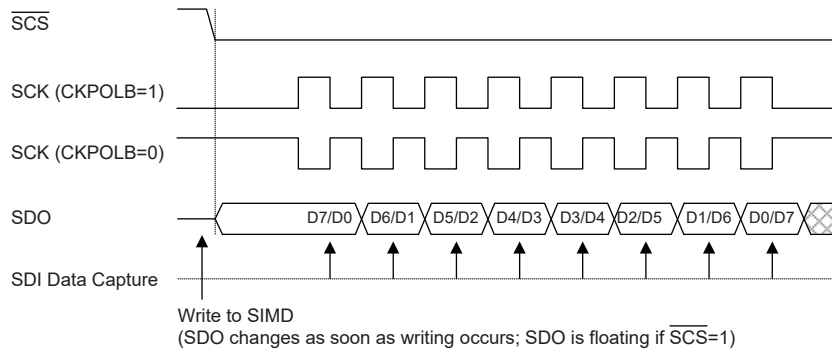 SCS
SCK (CKPOLB=1)
SCK (CKPOLB=0)
SDO D7/D0 D6/D1 D5/D2 D4/D3 D3/D4 D2/D5 D1/D6 D0/D7
SDI Data Capture
Write to SIMD
(SDO changes as soon as writing occurs; SDO is floating if SCS=1)